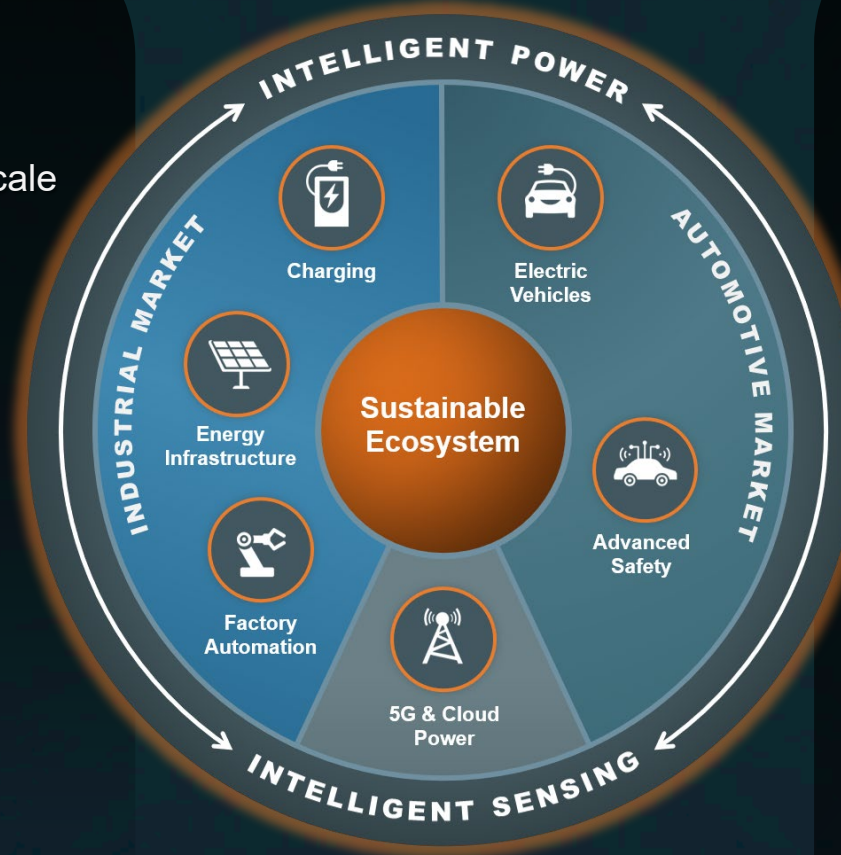 INTELLIGENT POWER
cale
INDUSTRIAL MARKET
AUTOMOTIVE MARKET
Charging
Electric
Vehicles
Energy
Infrastructure
Sustainable
Ecosystem
Factory
Automation
Advanced
Safety
5G & Cloud
Power
INTELLIGENT SENSING